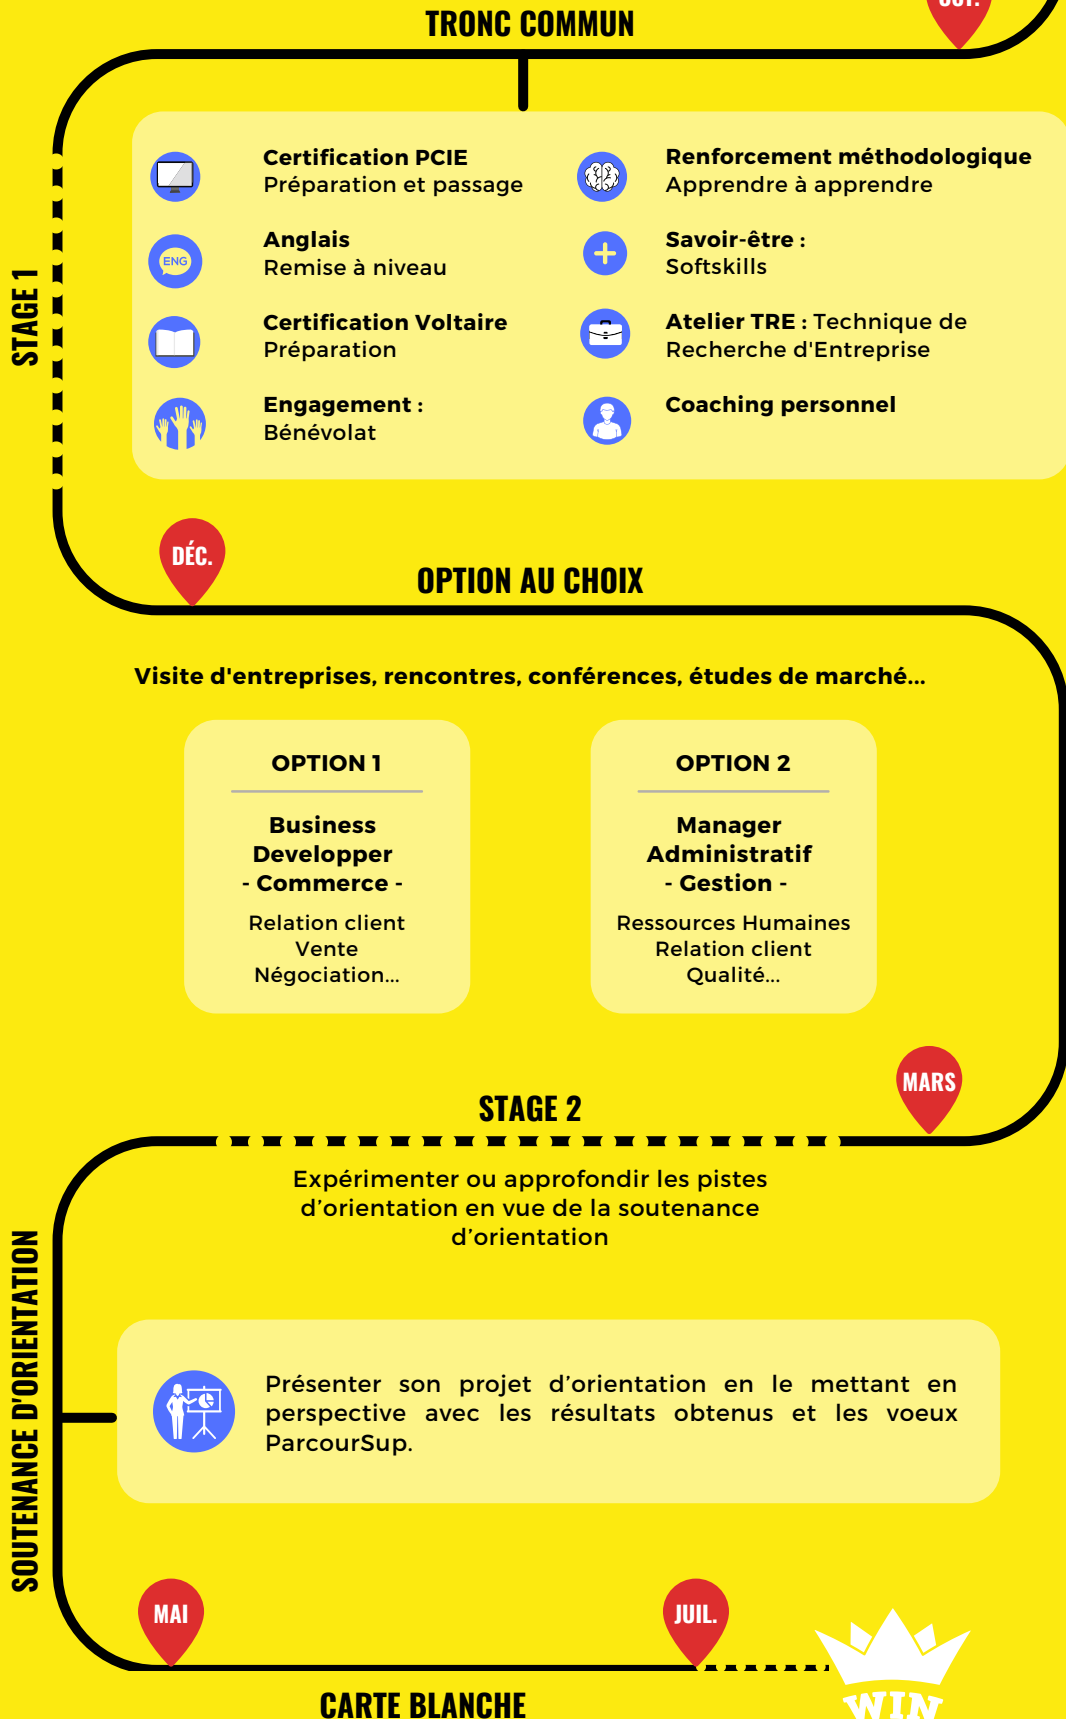 OCT.
TRONC COMMUN
STAGE 1
Certification PCIE
Préparation et passage
Anglais
Remise à niveau
Certification Voltaire
Préparation
Engagement :
Bénévolat
Renforcement méthodologique
Apprendre à apprendre
Savoir-être :
Softskills
Atelier TRE : Technique de
Recherche d'Entreprise
Coaching personnel
ENG
DÉC.
OPTION AU CHOIX
Visite d'entreprises, rencontres, conférences, études de marché...
OPTION 1
Business
Developper
- Commerce -
Relation client
Vente
Négociation...
OPTION 2
Manager
Administratif
- Gestion -
Ressources Humaines
Relation client
Qualité...
MARS
STAGE 2
Expérimenter ou approfondir les pistes
d’orientation en vue de la soutenance
d’orientation
SOUTENANCE D'ORIENTATION
Présenter son projet d’orientation en le mettant en
perspective avec les résultats obtenus et les voeux
ParcourSup.
MAI
JUIL.
CARTE BLANCHE
WIN